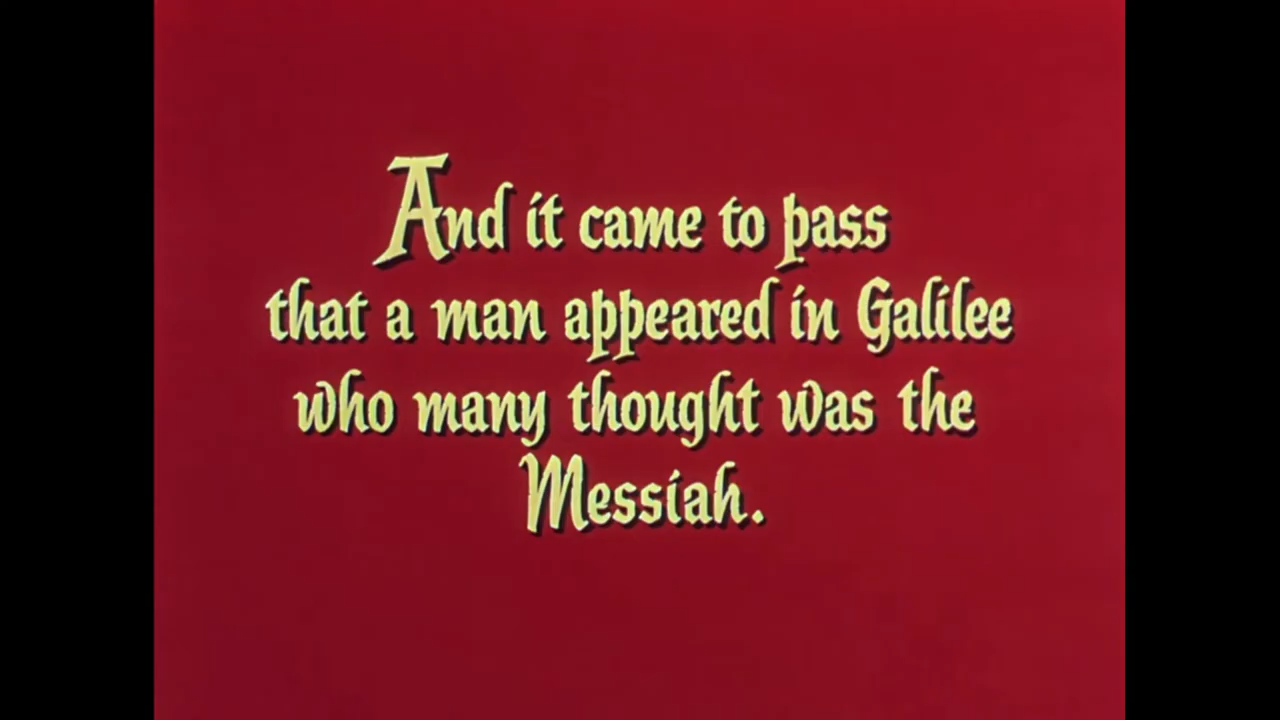 And it came to pass
that a man appeared in Galilee
who many thought was the
Messiah.